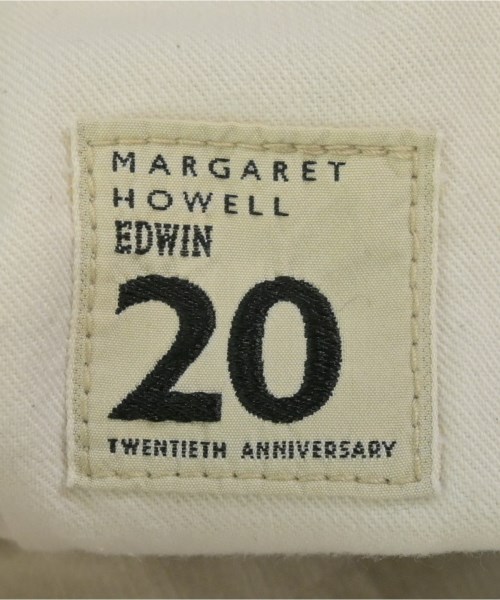 MARGARET
HOWELL
EDWIN
20
TWENTIETH ANNIVERSARY